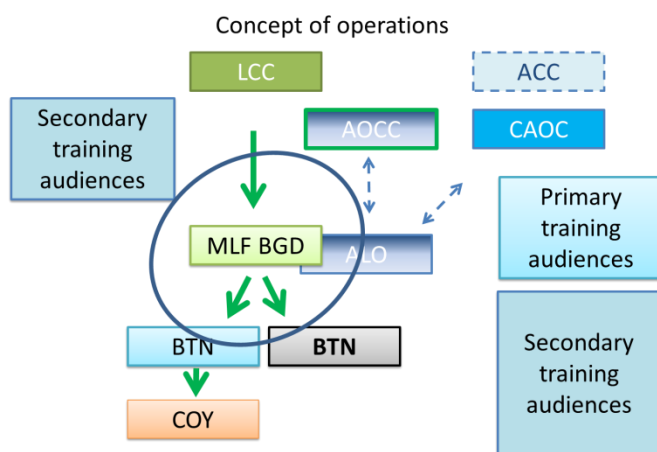 Concept of operations
LCC
ACC
AOCC
CAOC
Secondary
training
audiences
Primary
training
audiences
MLF BGD
ALO
BTN
BTN
Secondary
training
audiences
COY